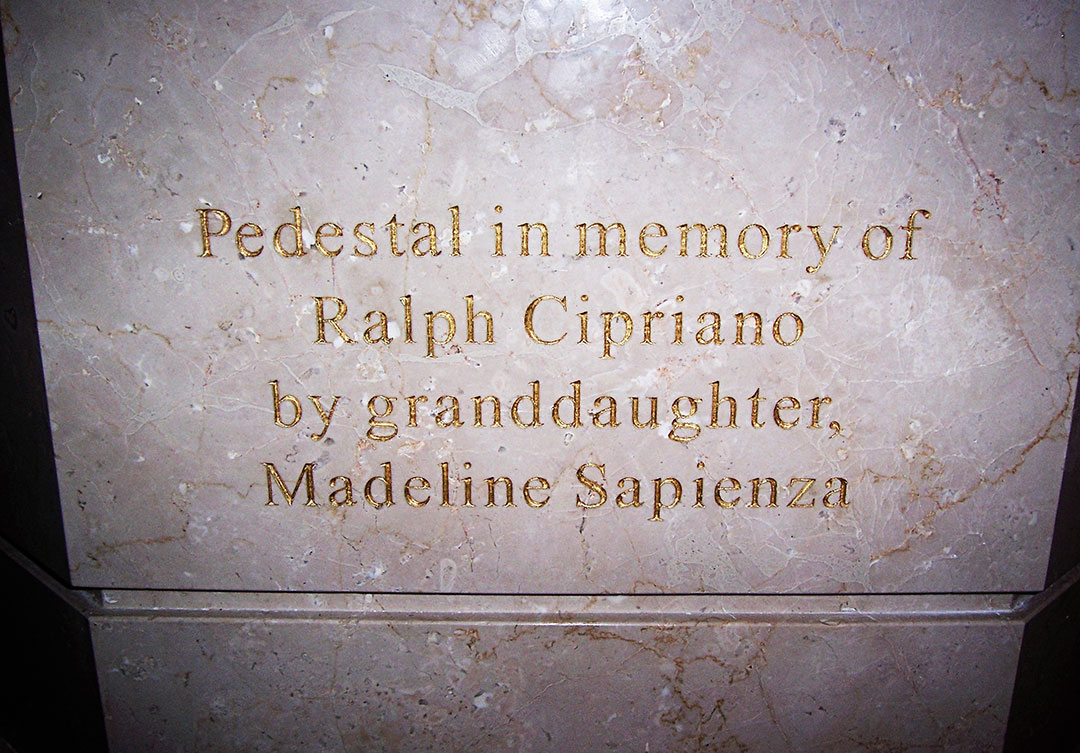 Pedestal in memory of
Ralph Cipriano
by granddaughter,
Madeline Sapienza